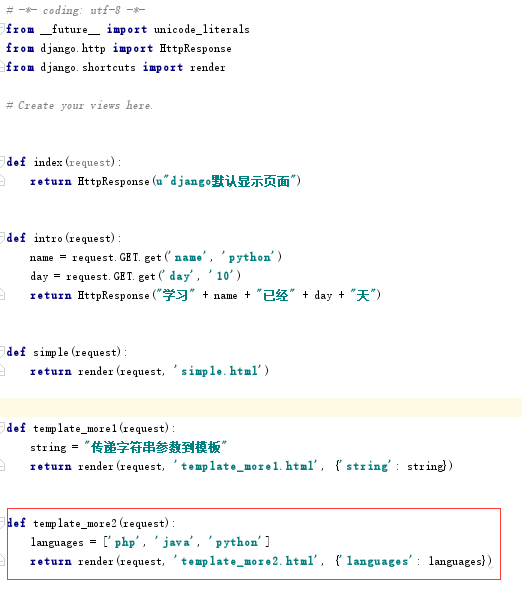 # -*- coding: utf-8 -*-
from __future__ import unicode_literals
from django.http import HttpResponse
from django.shortcuts import render

# Create your views here.


def index(request):
    return HttpResponse(u"django默认显示页面")


def intro(request):
    name = request.GET.get('name', 'python')
    day = request.GET.get('day', '10')
    return HttpResponse("学习" + name + "已经" + day + "天")


def simple(request):
    return render(request, 'simple.html')


def template_more1(request):
    string = "传递字符串参数到模板"
    return render(request, 'template_more1.html', {'string': string})


def template_more2(request):
    languages = ['php', 'java', 'python']
    return render(request, 'template_more2.html', {'languages': languages})